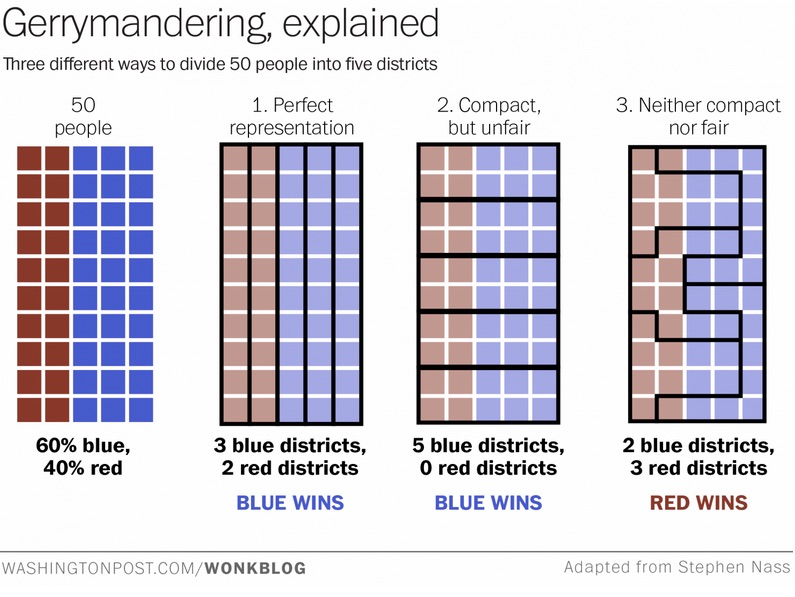 Gerrymandering, explained
Three different ways to divide 50 people into five districts
50
people
1. Perfect
representation
2. Compact,
but unfair
3. Neither compact
nor fair
60% blue,
40% red
3 blue districts,
2 red districts
BLUE WINS
5 blue districts,
0 red districts
BLUE WINS
2 blue districts,
3 red districts
RED WINS
WASHINGTONPOST.COM/WONKBLOG
Adapted from Stephen Nass